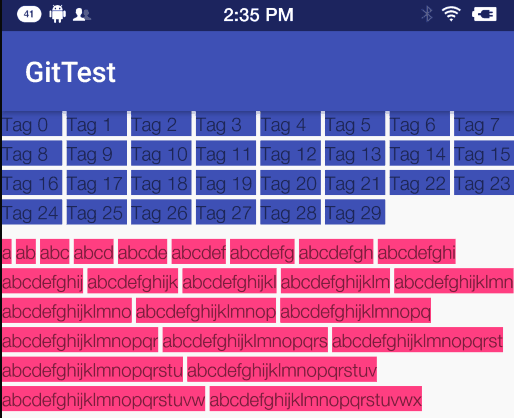 41 2:35 PM
GitTest
Tag 0 Tag 1 Tag 2 Tag 3 Tag 4 Tag 5 Tag 6 Tag 7
Tag 8 Tag 9 Tag 10 Tag 11 Tag 12 Tag 13 Tag 14 Tag 15
Tag 16 Tag 17 Tag 18 Tag 19 Tag 20 Tag 21 Tag 22 Tag 23
Tag 24 Tag 25 Tag 26 Tag 27 Tag 28 Tag 29
a ab abc abcd abcde abcdef abcdefg abcdefgh abcdefghi
abcdefghij abcdefghijk abcdefghijkl abcdefghijklm abcdefghijklmn
abcdefghijklmno abcdefghijklmnop abcdefghijklmnopq
abcdefghijklmnopqr abcdefghijklmnopqrs abcdefghijklmnopqrst
abcdefghijklmnopqrstu abcdefghijklmnopqrstuv
abcdefghijklmnopqrstuvw abcdefghijklmnopqrstuvwx